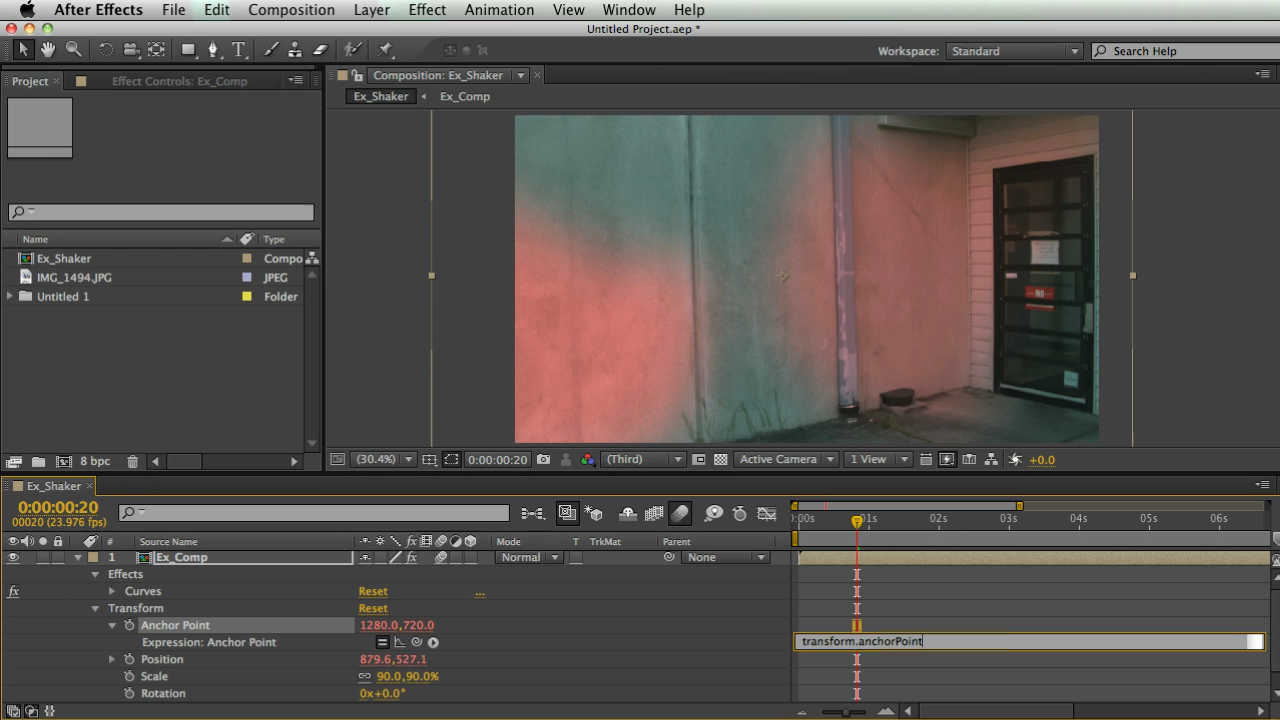 After Effects File Edit Composition Layer Effect Animation View Window Help
Untitled Project.aep *
Workspace: Standard Search Help
Project Effect Controls: Ex_Comp
Composition: Ex_Shaker
Ex_Shaker Ex_Comp
NO
Name Type
Ex_Shaker Compo
IMG_1494.JPG JPEG
Untitled 1 Folder
8 bpc
(30.4%) 0:00:00:20 (Third) Active Camera 1 View +0.0
Ex_Shaker
0:00:00:20
00020 (23.976 fps)
:00s 01s 02s 03s 04s 05s 06s
# Source Name Mode T TrkMat Parent
1 Ex_Comp Normal None
Effects
fx Curves Reset ...
Transform Reset
Anchor Point 1280.0,720.0
Expression: Anchor Point transform.anchorPoint
Position 879.6,527.1
Scale 90.0,90.0%
Rotation 0x+0.0°